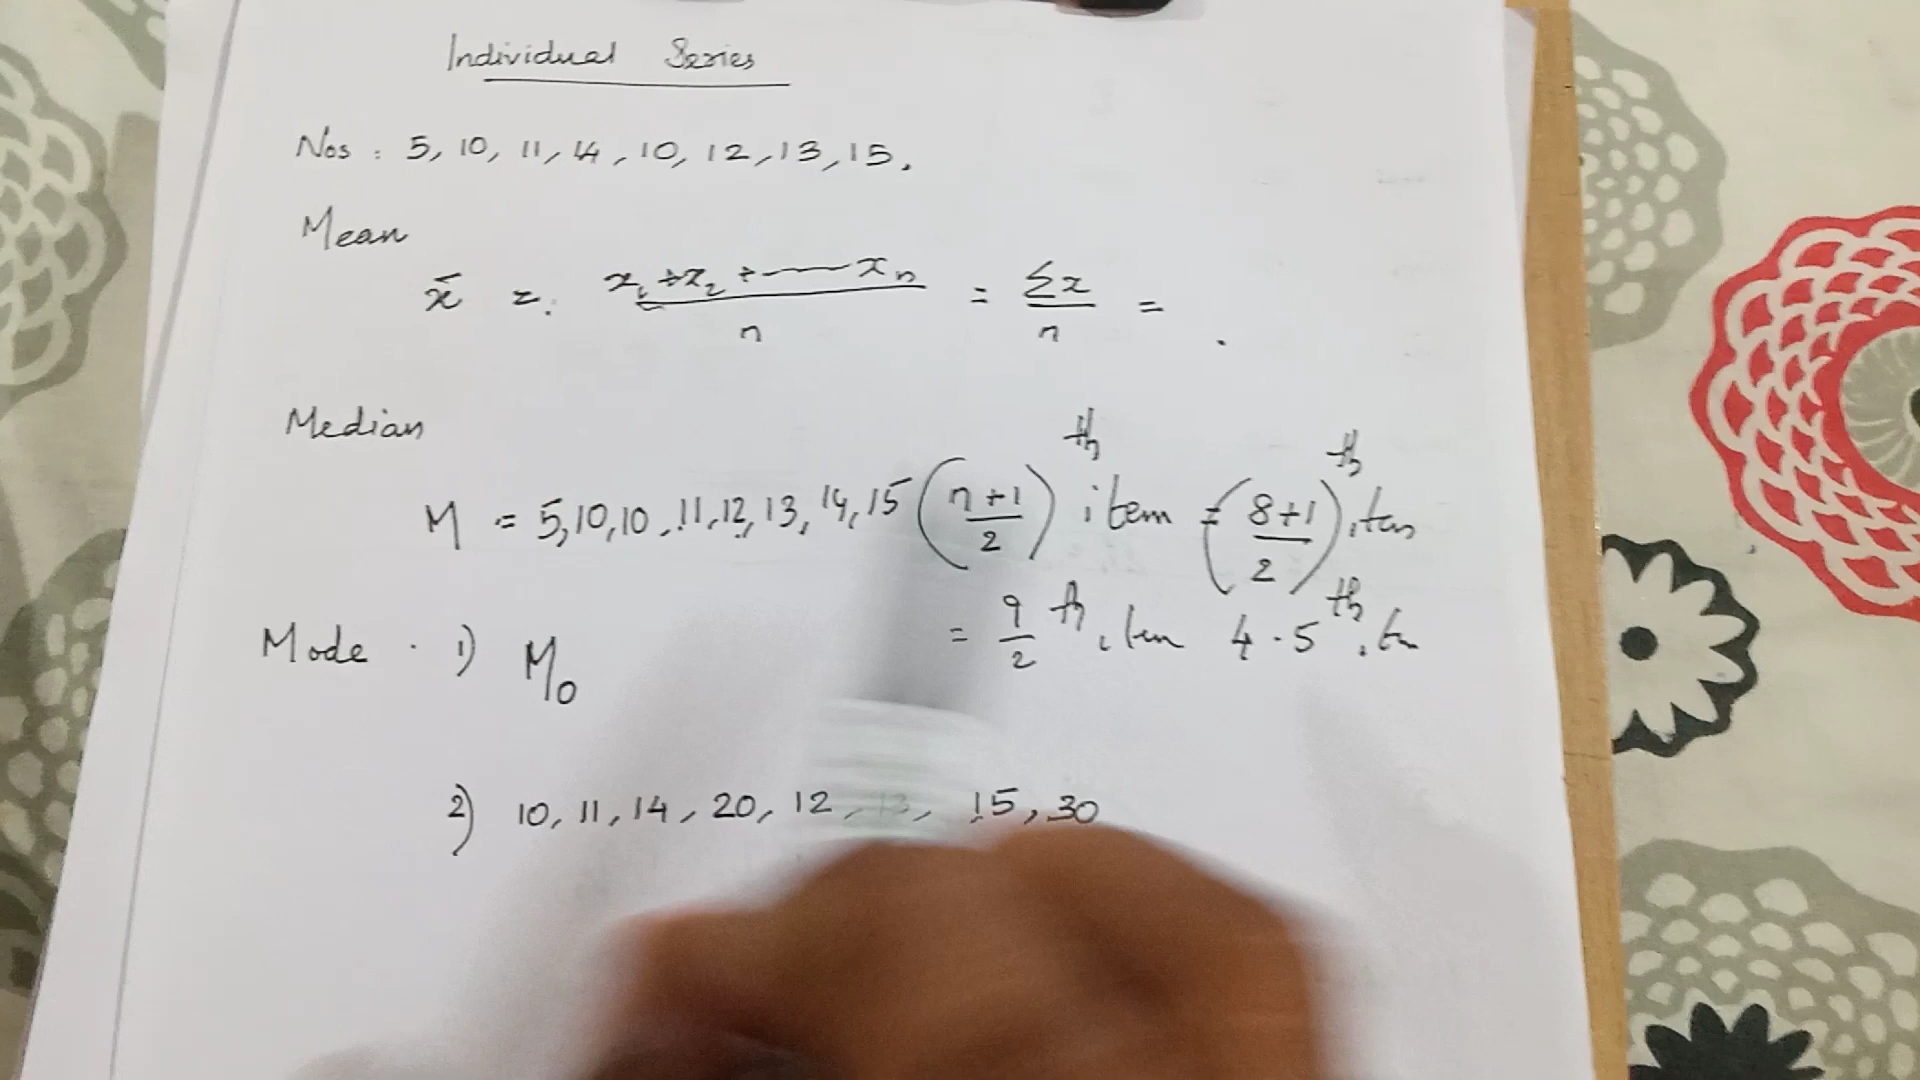 Individual Series
Nos : 5, 10, 11, 14, 10, 12, 13, 15.
Mean
x̄ = x₁+x₂+——xₙ / n = Σx / n =
Median
M = 5,10,10,11,12,13,14,15 (n+1 / 2)th item = (8+1 / 2)th item
= 9/2 th item 4.5th item
Mode . 1) M₀
2) 10, 11, 14, 20, 12, 13, 15, 30